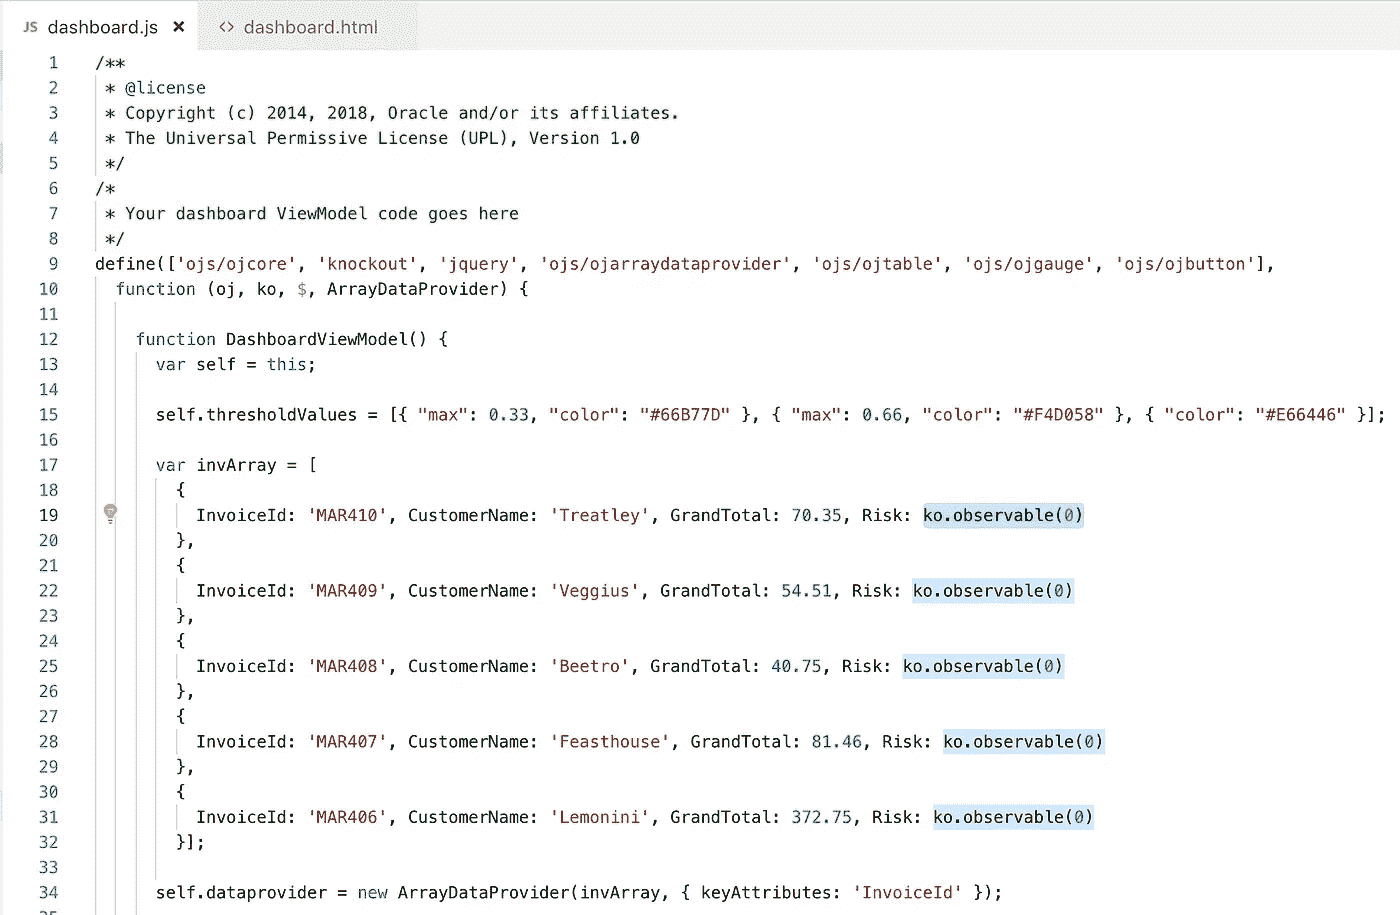 JS dashboard.js × <> dashboard.html
1 /**
2 * @license
3 * Copyright (c) 2014, 2018, Oracle and/or its affiliates.
4 * The Universal Permissive License (UPL), Version 1.0
5 */
6 /*
7 * Your dashboard ViewModel code goes here
8 */
9 define(['ojs/ojcore', 'knockout', 'jquery', 'ojs/ojarraydataprovider', 'ojs/ojtable', 'ojs/ojgauge', 'ojs/ojbutton'],
10 function (oj, ko, $, ArrayDataProvider) {
11
12 function DashboardViewModel() {
13 var self = this;
14
15 self.thresholdValues = [{ "max": 0.33, "color": "#66B77D" }, { "max": 0.66, "color": "#F4D058" }, { "color": "#E66446" }];
16
17 var invArray = [
18 {
19 InvoiceId: 'MAR410', CustomerName: 'Treatley', GrandTotal: 70.35, Risk: ko.observable(0)
20 },
21 {
22 InvoiceId: 'MAR409', CustomerName: 'Veggius', GrandTotal: 54.51, Risk: ko.observable(0)
23 },
24 {
25 InvoiceId: 'MAR408', CustomerName: 'Beetro', GrandTotal: 40.75, Risk: ko.observable(0)
26 },
27 {
28 InvoiceId: 'MAR407', CustomerName: 'Feasthouse', GrandTotal: 81.46, Risk: ko.observable(0)
29 },
30 {
31 InvoiceId: 'MAR406', CustomerName: 'Lemonini', GrandTotal: 372.75, Risk: ko.observable(0)
32 }];
33
34 self.dataprovider = new ArrayDataProvider(invArray, { keyAttributes: 'InvoiceId' });